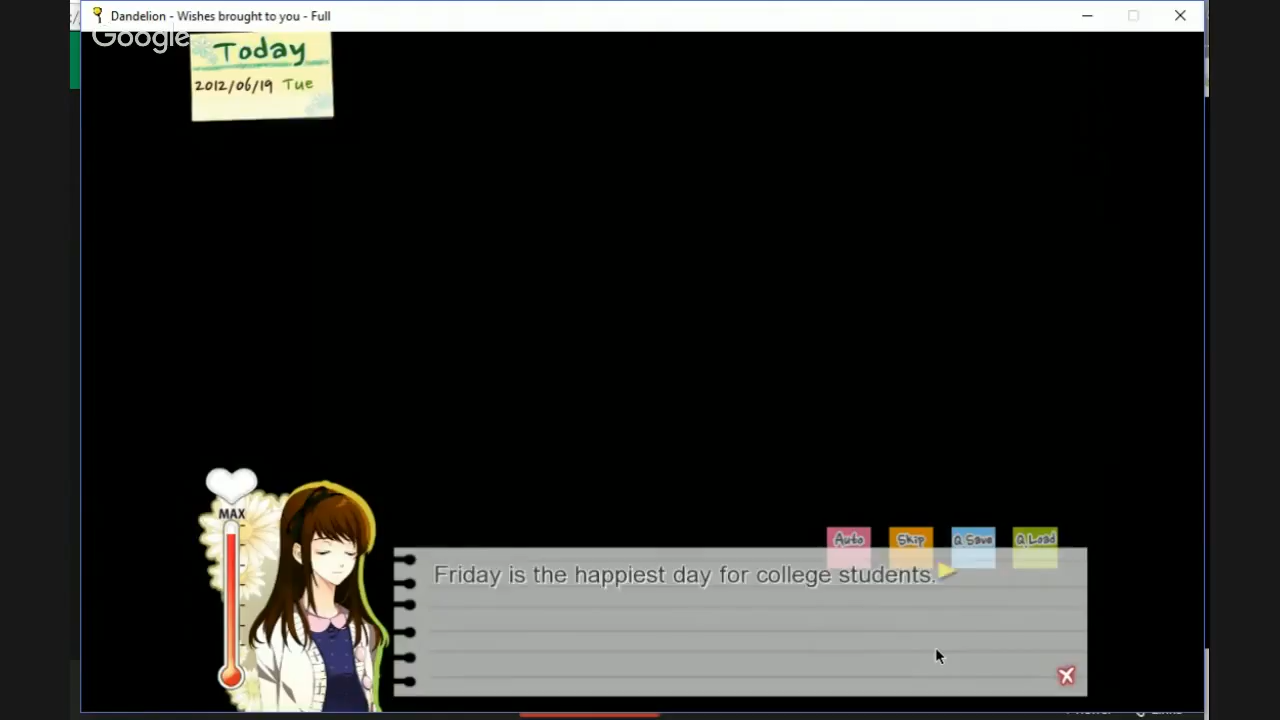 Dandelion - Wishes brought to you - Full
Google
Today
2012/06/19 Tue
MAX
Auto
Skip
Q Save
Q Load
Friday is the happiest day for college students.